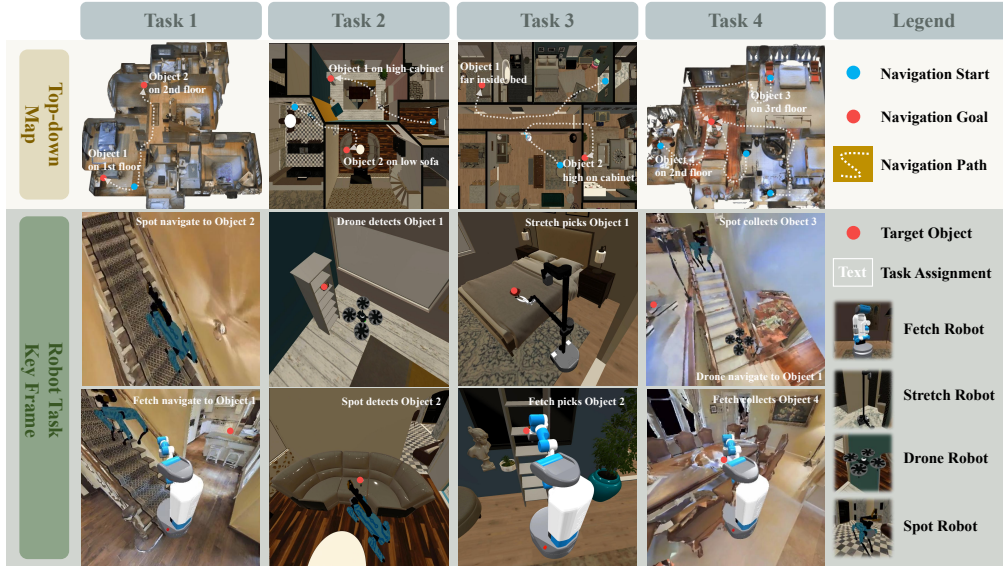 Task 1
Task 2
Task 3
Task 4
Legend
Top-down
Map
Object 2
on 2nd floor
Object 1
on 1st floor
Object 1 on high cabinet
Object 2 on low sofa
Object 1
far inside bed
Object 2
high on cabinet
Object 3
on 3rd floor
Object 4
on 2nd floor
Navigation Start
Navigation Goal
Navigation Path
Robot Task
Key Frame
Spot navigate to Object 2
Drone detects Object 1
Stretch picks Object 1
Spot collects Obect 3
Drone navigate to Object 1
Fetch navigate to Object 1
Spot detects Object 2
Fetch picks Object 2
Fetch collects Object 4
Target Object
Text
Task Assignment
Fetch Robot
Stretch Robot
Drone Robot
Spot Robot